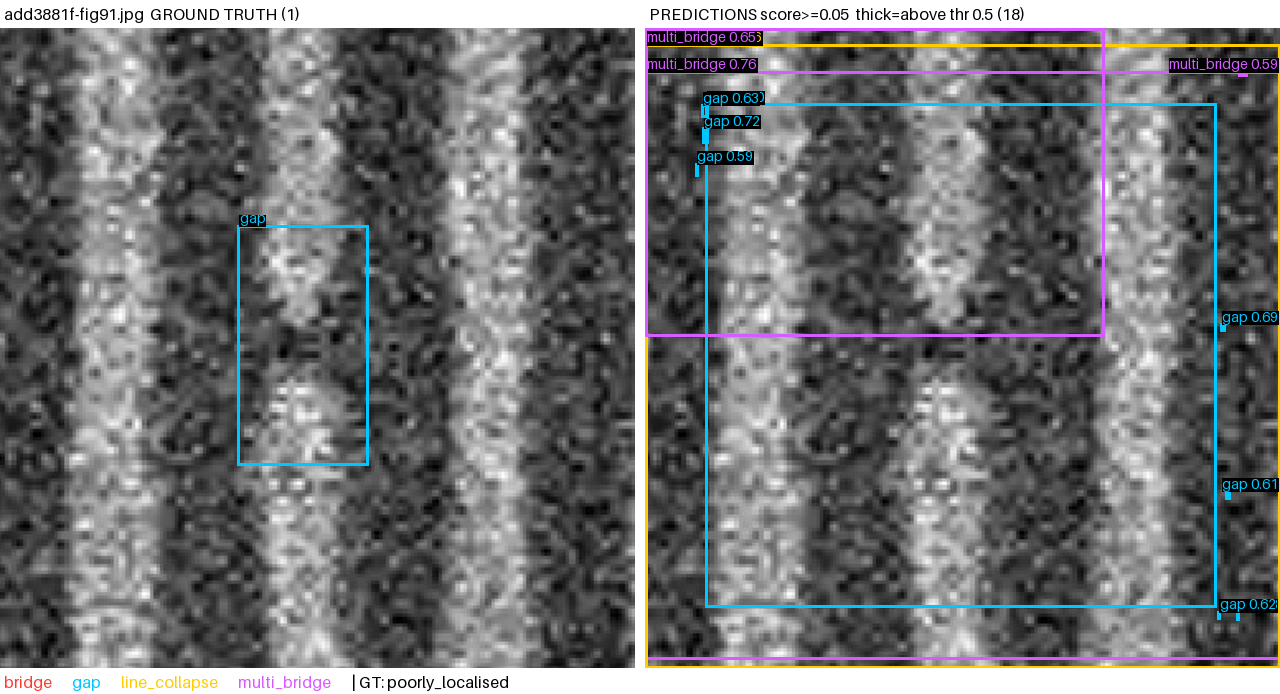 add3881f-fig91.jpg GROUND TRUTH (1)
PREDICTIONS score>=0.05 thick=above thr 0.5 (18)
multi_bridge 0.65
multi_bridge 0.76
multi_bridge 0.59
gap 0.63
gap 0.72
gap 0.59
gap
gap 0.69
gap 0.61
gap 0.62
bridge gap line_collapse multi_bridge | GT: poorly_localised